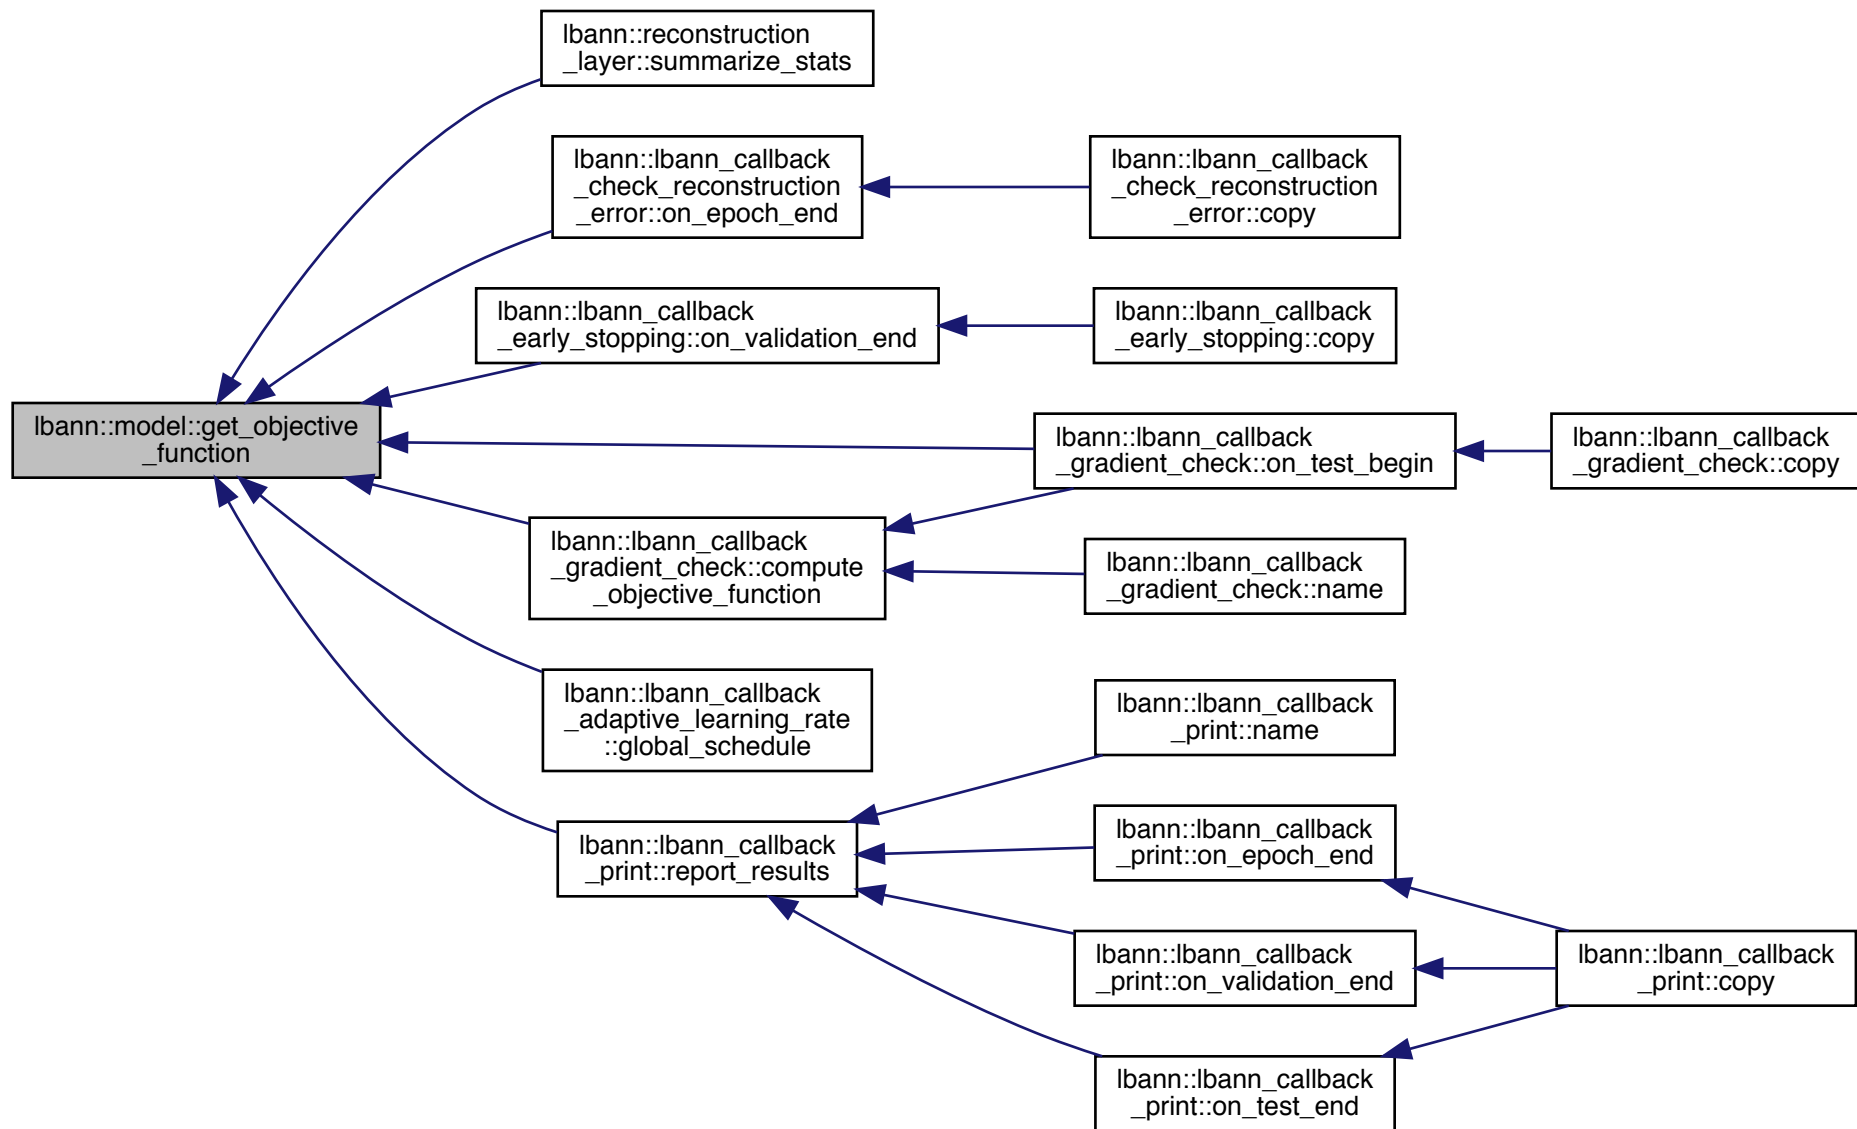 lbann::reconstruction
_layer::summarize_stats
lbann::lbann_callback
_check_reconstruction
_error::on_epoch_end
lbann::lbann_callback
_check_reconstruction
_error::copy
lbann::lbann_callback
_early_stopping::on_validation_end
lbann::lbann_callback
_early_stopping::copy
lbann::model::get_objective
_function
lbann::lbann_callback
_gradient_check::on_test_begin
lbann::lbann_callback
_gradient_check::copy
lbann::lbann_callback
_gradient_check::compute
_objective_function
lbann::lbann_callback
_gradient_check::name
lbann::lbann_callback
_adaptive_learning_rate
::global_schedule
lbann::lbann_callback
_print::name
lbann::lbann_callback
_print::report_results
lbann::lbann_callback
_print::on_epoch_end
lbann::lbann_callback
_print::on_validation_end
lbann::lbann_callback
_print::copy
lbann::lbann_callback
_print::on_test_end